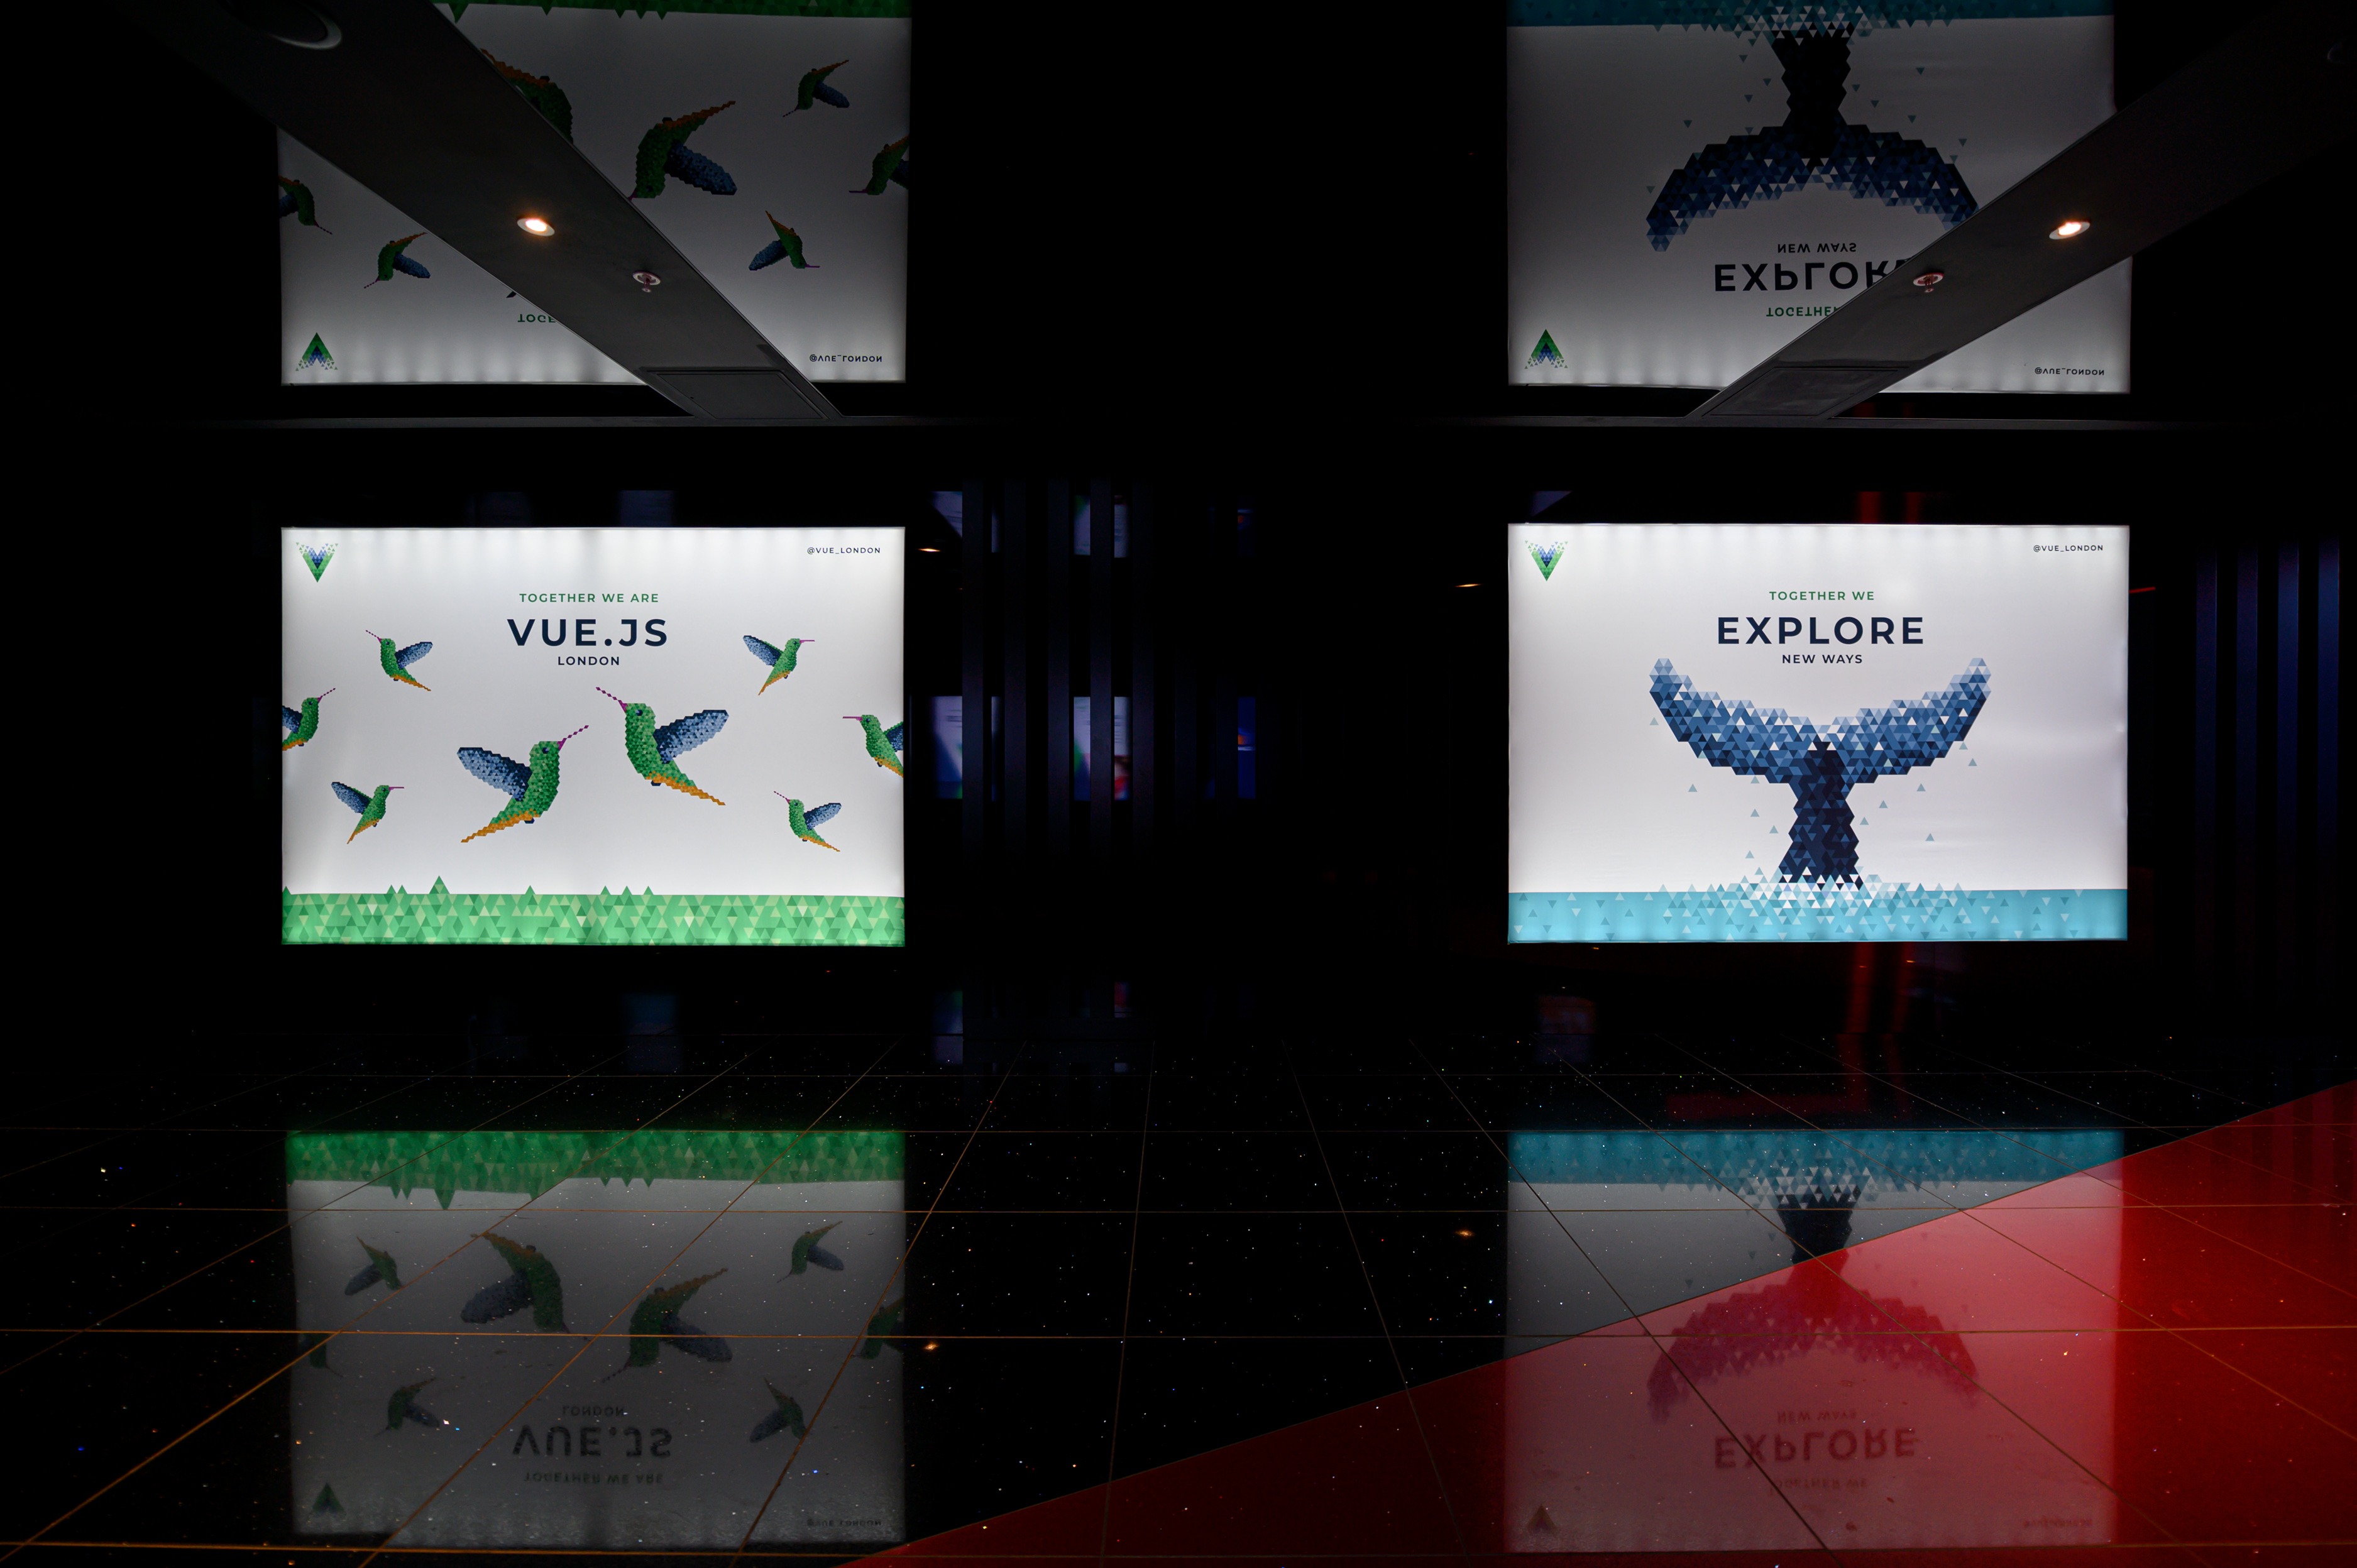 @VUE_LONDON
TOGETHER WE ARE
VUE.JS
LONDON
@VUE_LONDON
TOGETHER WE
EXPLORE
NEW WAYS